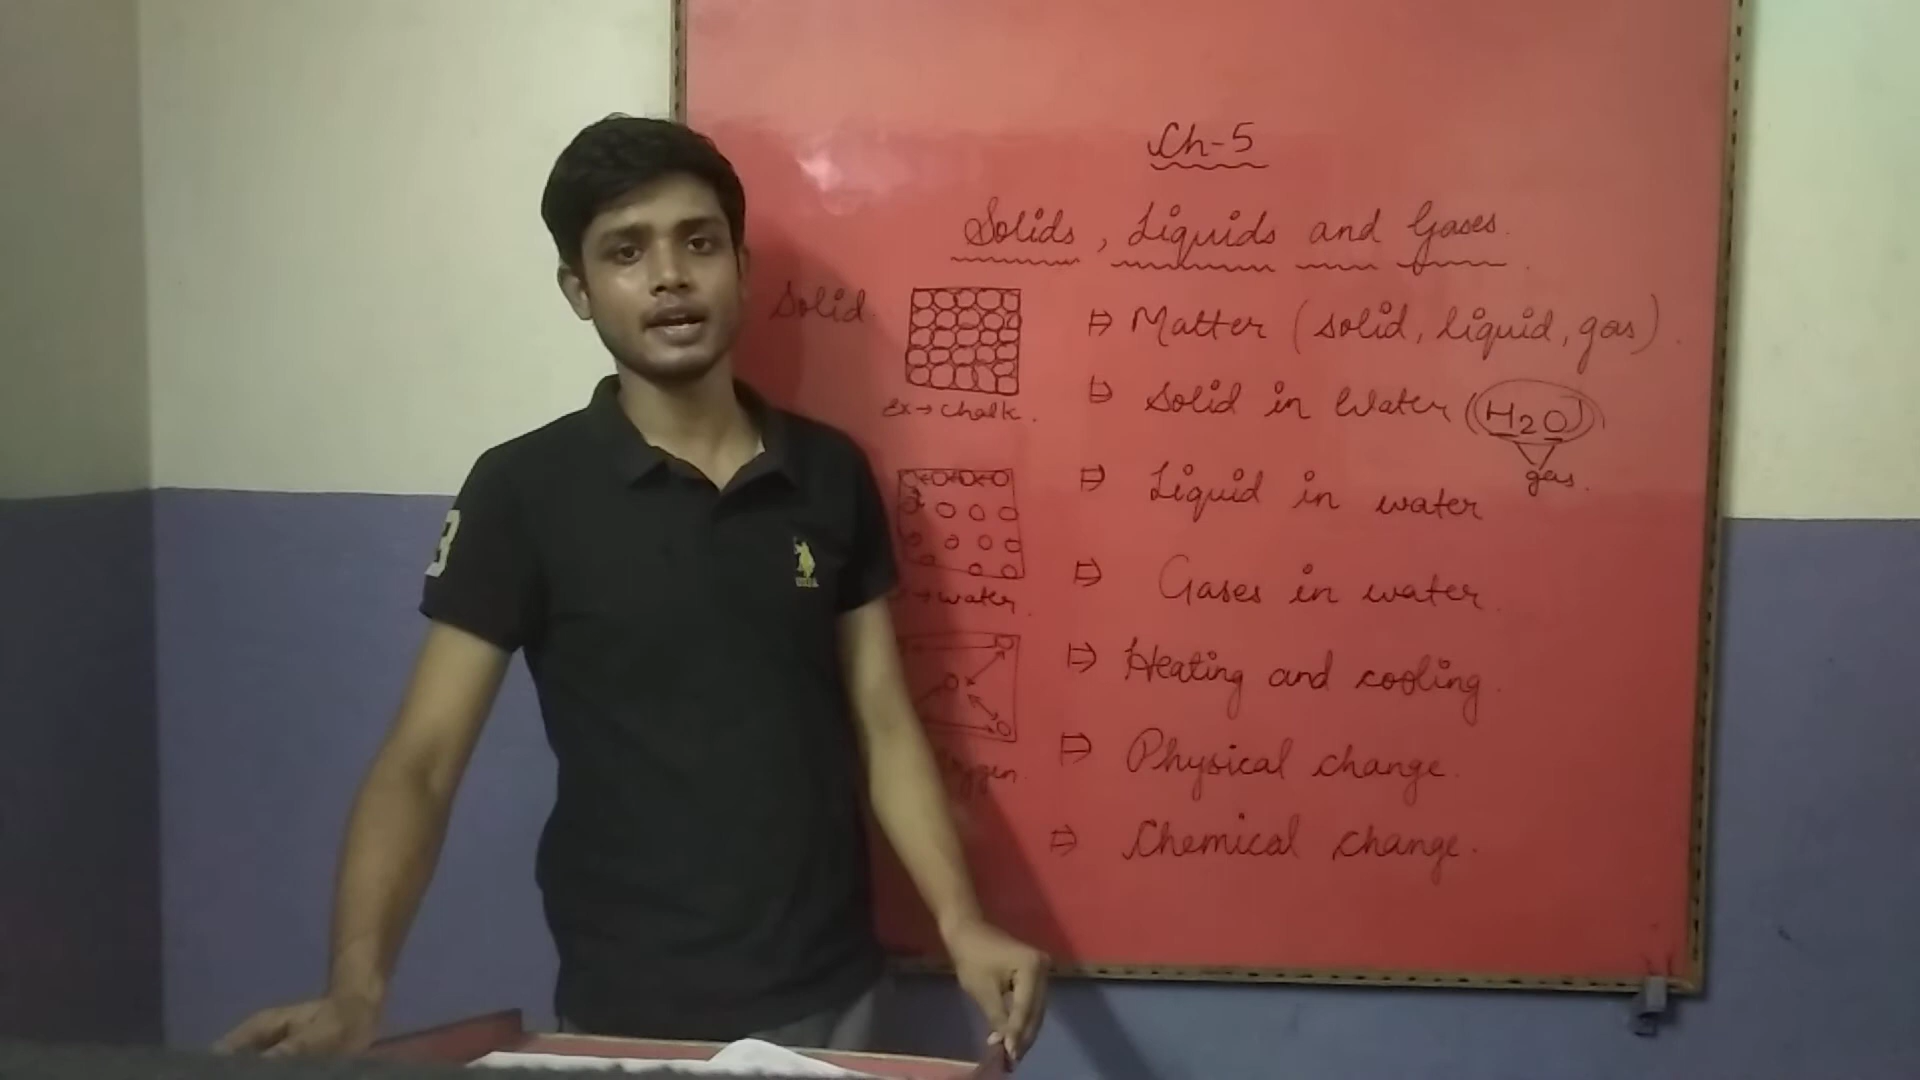 Ch-5
Solids, Liquids and Gases.
Solid
Ex→ chalk.
→ water.
Matter (solid, liquid, gas).
Solid in Water (H2O)
gas.
Liquid in water
Gases in water.
Heating and cooling.
Physical change.
Chemical change.
3